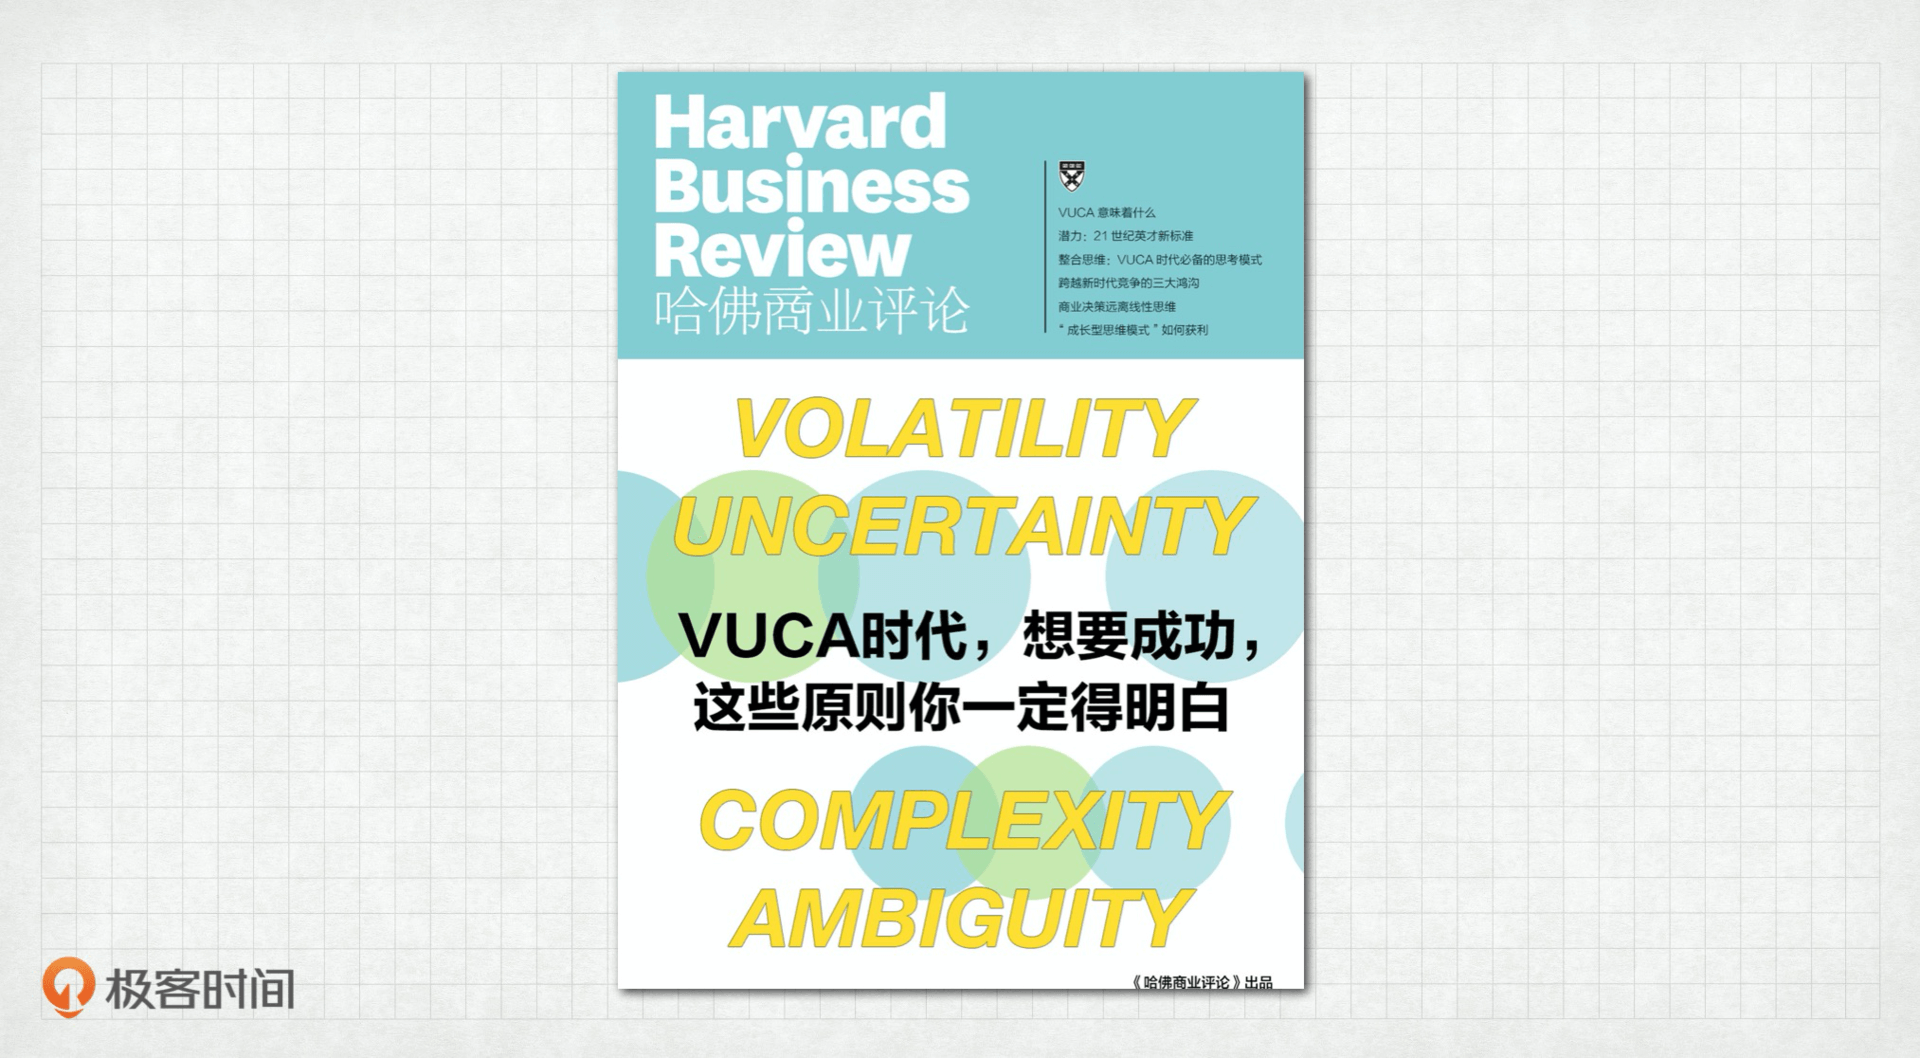 Harvard
Business
Review
哈佛商业评论
VUCA 意味着什么
潜力：21 世纪英才新标准
整合思维：VUCA 时代必备的思考模式
跨越新时代竞争的三大鸿沟
商业决策远离线性思维
“成长型思维模式”如何获利
VOLATILITY
UNCERTAINTY
VUCA时代，想要成功，
这些原则你一定得明白
COMPLEXITY
AMBIGUITY
《哈佛商业评论》出品
极客时间